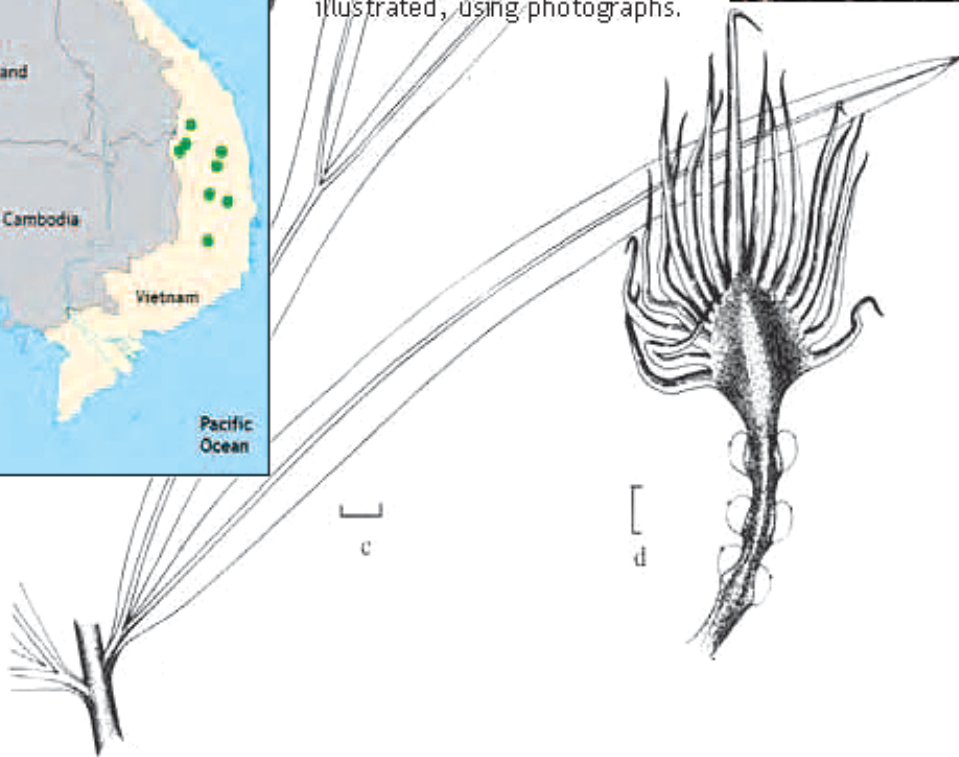 illustrated, using photographs.
and
Cambodia
Vietnam
Pacific
Ocean
c
d